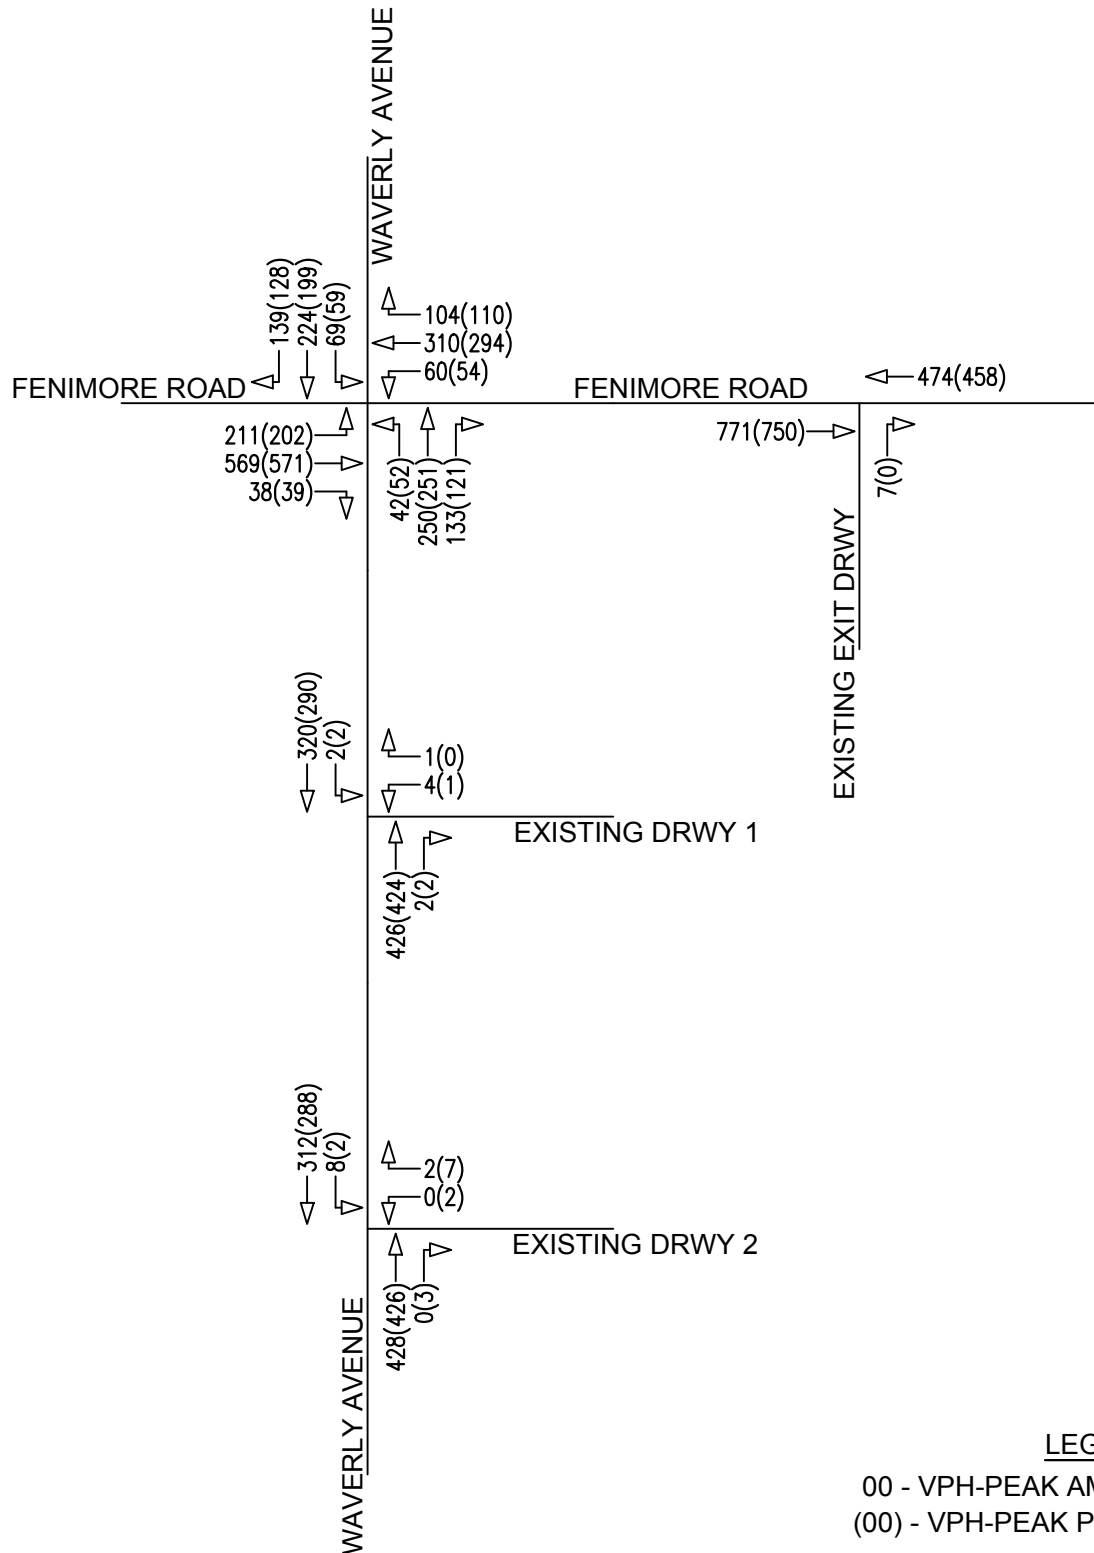 WAVERLY AVENUE
139(128)
224(199)
69(59)
104(110)
310(294)
60(54)
FENIMORE ROAD
FENIMORE ROAD
474(458)
211(202)
569(571)
38(39)
42(52)
250(251)
133(121)
771(750)
7(0)
EXISTING EXIT DRWY
320(290)
2(2)
1(0)
4(1)
EXISTING DRWY 1
426(424)
2(2)
312(288)
8(2)
2(7)
0(2)
EXISTING DRWY 2
428(426)
0(3)
WAVERLY AVENUE
LEG
00 - VPH-PEAK AM
(00) - VPH-PEAK P